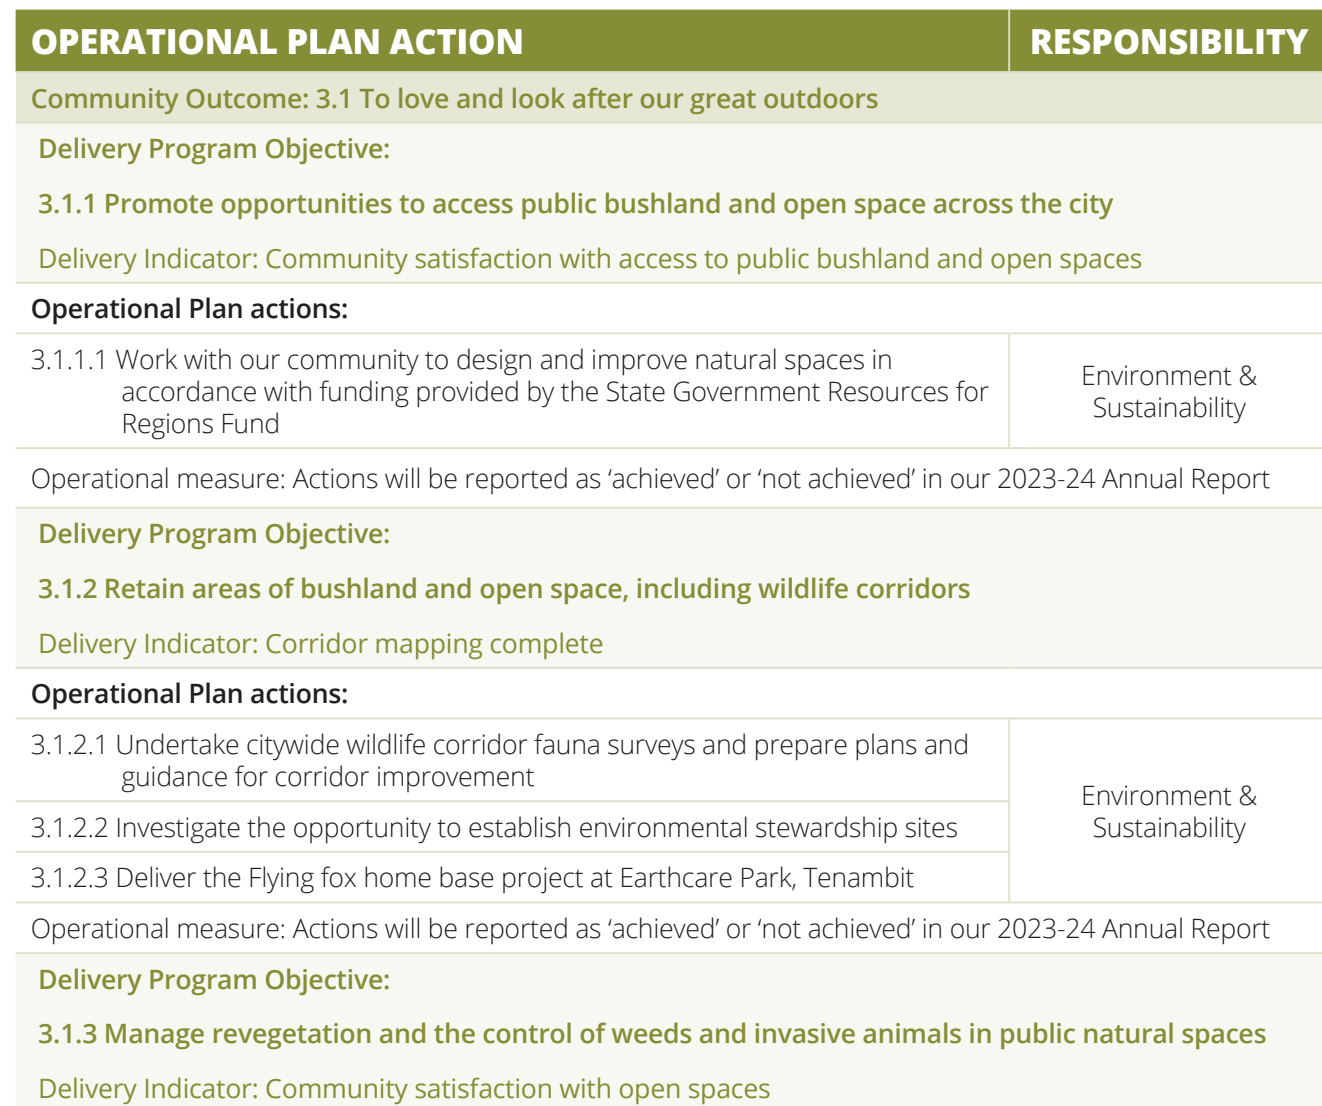 OPERATIONAL PLAN ACTION
RESPONSIBILITY
Community Outcome: 3.1 To love and look after our great outdoors
Delivery Program Objective:
3.1.1 Promote opportunities to access public bushland and open space across the city
Delivery Indicator: Community satisfaction with access to public bushland and open spaces
Operational Plan actions:
3.1.1.1 Work with our community to design and improve natural spaces in
accordance with funding provided by the State Government Resources for
Regions Fund
Environment &
Sustainability
Operational measure: Actions will be reported as ‘achieved’ or ‘not achieved’ in our 2023-24 Annual Report
Delivery Program Objective:
3.1.2 Retain areas of bushland and open space, including wildlife corridors
Delivery Indicator: Corridor mapping complete
Operational Plan actions:
3.1.2.1 Undertake citywide wildlife corridor fauna surveys and prepare plans and
guidance for corridor improvement
3.1.2.2 Investigate the opportunity to establish environmental stewardship sites
3.1.2.3 Deliver the Flying fox home base project at Earthcare Park, Tenambit
Environment &
Sustainability
Operational measure: Actions will be reported as ‘achieved’ or ‘not achieved’ in our 2023-24 Annual Report
Delivery Program Objective:
3.1.3 Manage revegetation and the control of weeds and invasive animals in public natural spaces
Delivery Indicator: Community satisfaction with open spaces